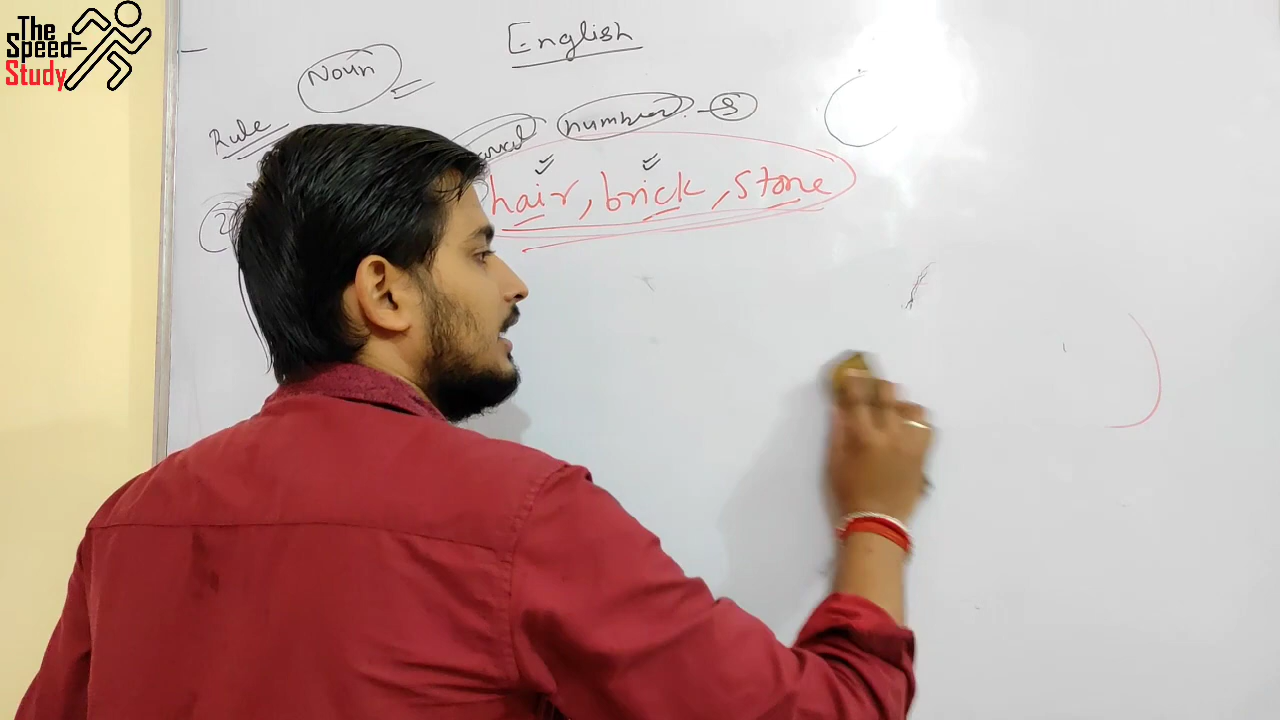 The
Speed
Study
English
Noun
Rule
number - S
hair, brick, stone